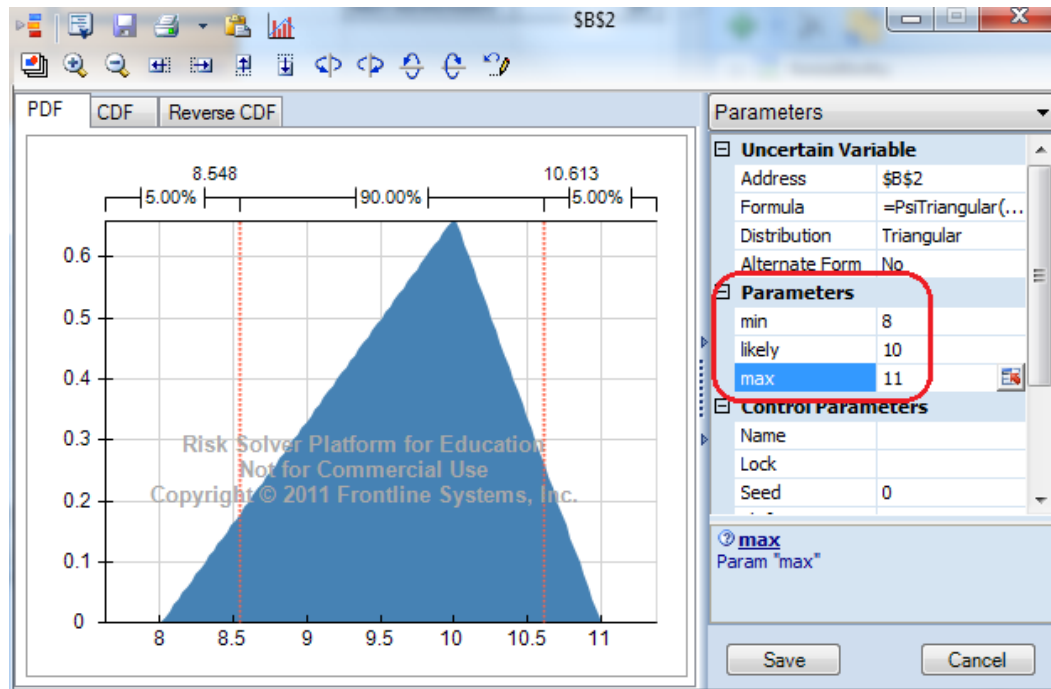 $B$2
PDF CDF Reverse CDF
8.548 10.613
5.00% 90.00% 5.00%
0.6
0.5
0.4
0.3
0.2
0.1
0
8 8.5 9 9.5 10 10.5 11
Risk Solver Platform for Education
Not for Commercial Use
Copyright © 2011 Frontline Systems, Inc.
Parameters
Uncertain Variable
Address $B$2
Formula =PsiTriangular(...
Distribution Triangular
Alternate Form No
Parameters
min 8
likely 10
max 11
Control Parameters
Name
Lock
Seed 0
max
Param "max"
Save Cancel